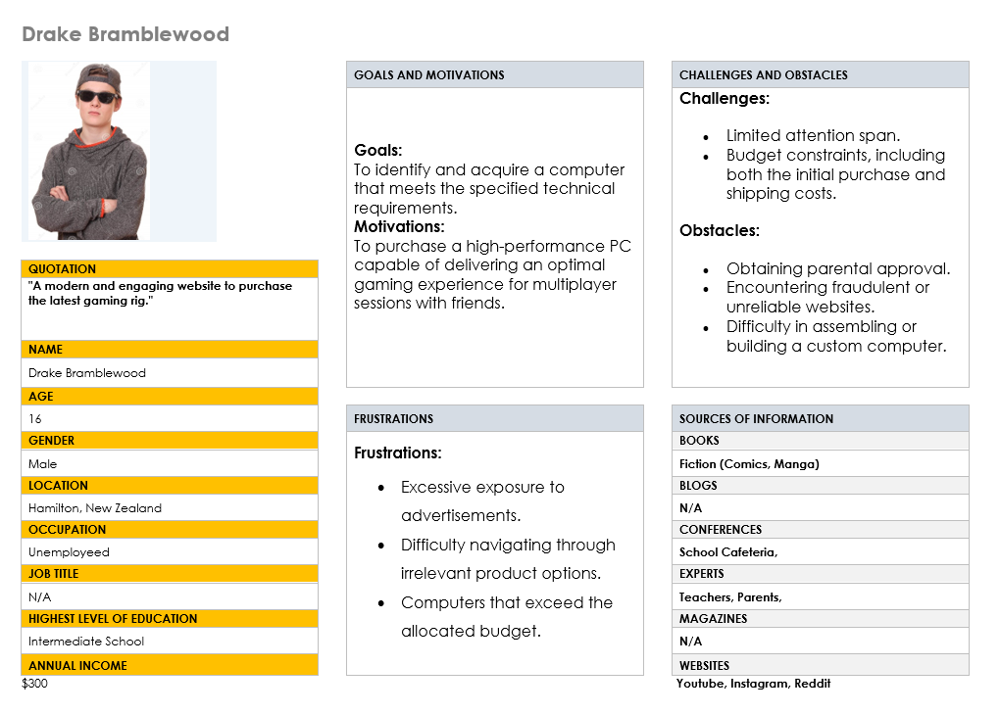 Drake Bramblewood
QUOTATION
"A modern and engaging website to purchase
the latest gaming rig."
NAME
Drake Bramblewood
AGE
16
GENDER
Male
LOCATION
Hamilton, New Zealand
OCCUPATION
Unemployeed
JOB TITLE
N/A
HIGHEST LEVEL OF EDUCATION
Intermediate School
ANNUAL INCOME
$300
GOALS AND MOTIVATIONS
Goals:
To identify and acquire a computer
that meets the specified technical
requirements.
Motivations:
To purchase a high-performance PC
capable of delivering an optimal
gaming experience for multiplayer
sessions with friends.
FRUSTRATIONS
Frustrations:
• Excessive exposure to
advertisements.
• Difficulty navigating through
irrelevant product options.
• Computers that exceed the
allocated budget.
CHALLENGES AND OBSTACLES
Challenges:
• Limited attention span.
• Budget constraints, including
both the initial purchase and
shipping costs.
Obstacles:
• Obtaining parental approval.
• Encountering fraudulent or
unreliable websites.
• Difficulty in assembling or
building a custom computer.
SOURCES OF INFORMATION
BOOKS
Fiction (Comics, Manga)
BLOGS
N/A
CONFERENCES
School Cafeteria,
EXPERTS
Teachers, Parents,
MAGAZINES
N/A
WEBSITES
Youtube, Instagram, Reddit